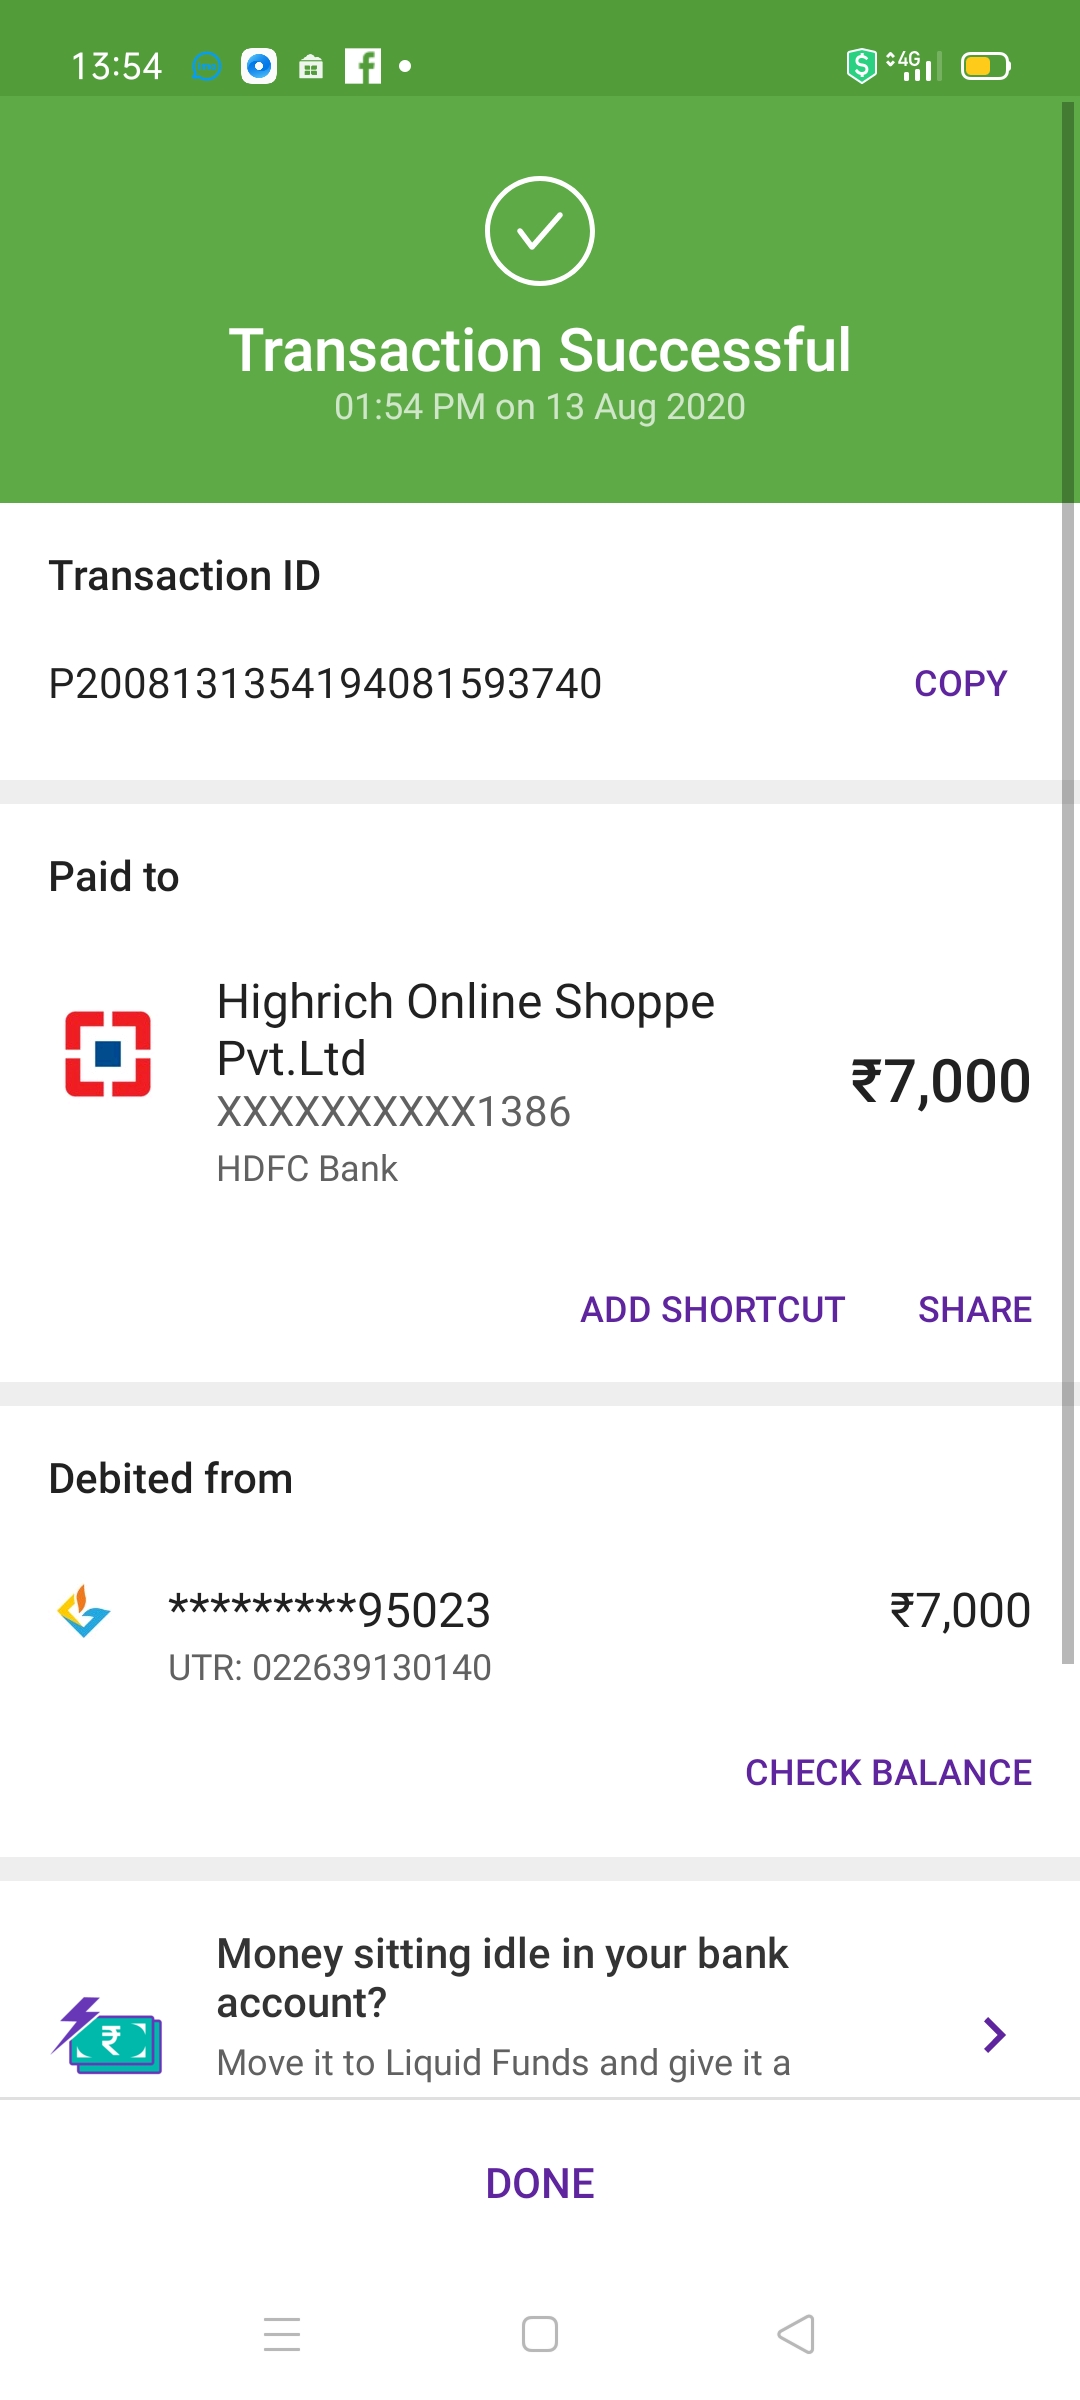 13:54
4G
Transaction Successful
01:54 PM on 13 Aug 2020
Transaction ID
P2008131354194081593740
COPY
Paid to
Highrich Online Shoppe
Pvt.Ltd
₹7,000
XXXXXXXXXX1386
HDFC Bank
ADD SHORTCUT
SHARE
Debited from
*********95023
₹7,000
UTR: 022639130140
CHECK BALANCE
Money sitting idle in your bank
account?
Move it to Liquid Funds and give it a
DONE